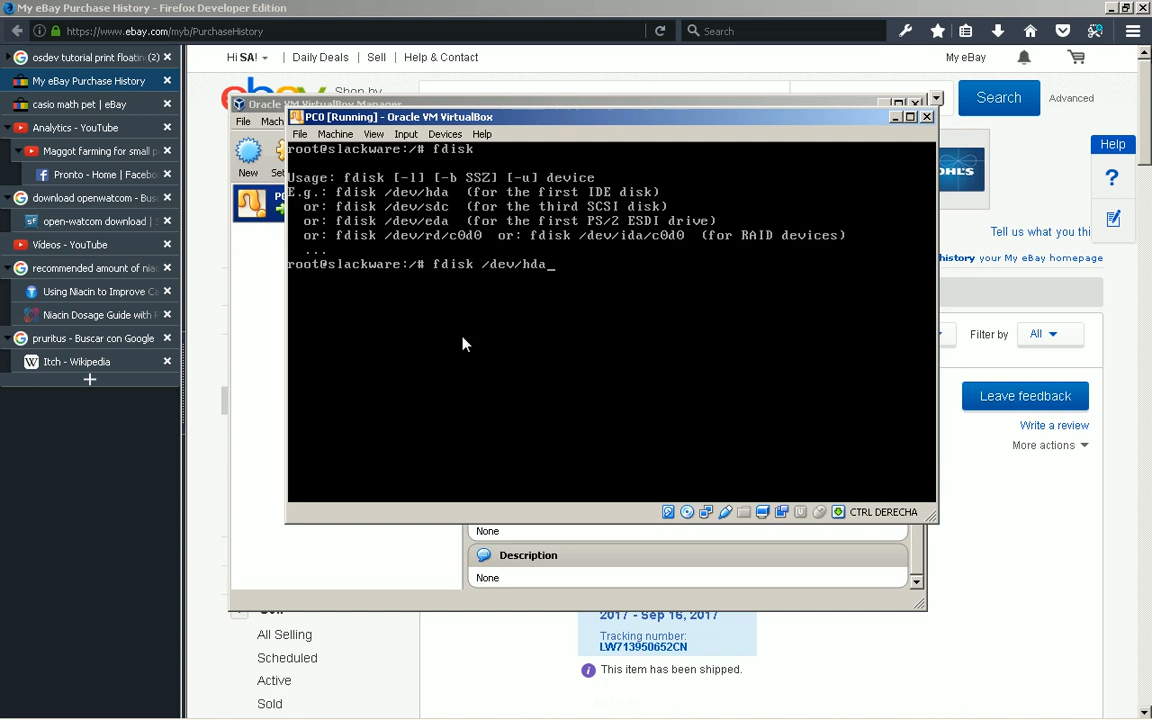 My eBay Purchase History - Firefox Developer Edition
https://www.ebay.com/myb/PurchaseHistory
Search
osdev tutorial print floatin (2)
My eBay Purchase History
casio math pet | eBay
Analytics - YouTube
Maggot farming for small p
Pronto - Home | Faceb
download openwatcom - Bus
open-watcom download | S
Vídeos - YouTube
recommended amount of nia
Using Niacin to Improve C
Niacin Dosage Guide with
pruritus - Buscar con Google
Itch - Wikipedia
Hi SA!
Daily Deals
Sell
Help & Contact
My eBay
ebay
Shop by
Search
Advanced
Oracle VM VirtualBox Manager
File Mach
New Set
PC0 [Running] - Oracle VM VirtualBox
File Machine View Input Devices Help
root@slackware:/# fdisk
Usage: fdisk [-l] [-b SSZ] [-u] device
E.g.: fdisk /dev/hda (for the first IDE disk)
or: fdisk /dev/sdc (for the third SCSI disk)
or: fdisk /dev/eda (for the first PS/2 ESDI drive)
or: fdisk /dev/rd/c0d0 or: fdisk /dev/ida/c0d0 (for RAID devices)
...
root@slackware:/# fdisk /dev/hda_
CTRL DERECHA
None
Description
None
KOHL'S
Help
?
Tell us what you thi
your My eBay homepage
Filter by
All
Leave feedback
Write a review
More actions
All Selling
Scheduled
Active
Sold
2017 - Sep 16, 2017
Tracking number:
LW713950652CN
This item has been shipped.